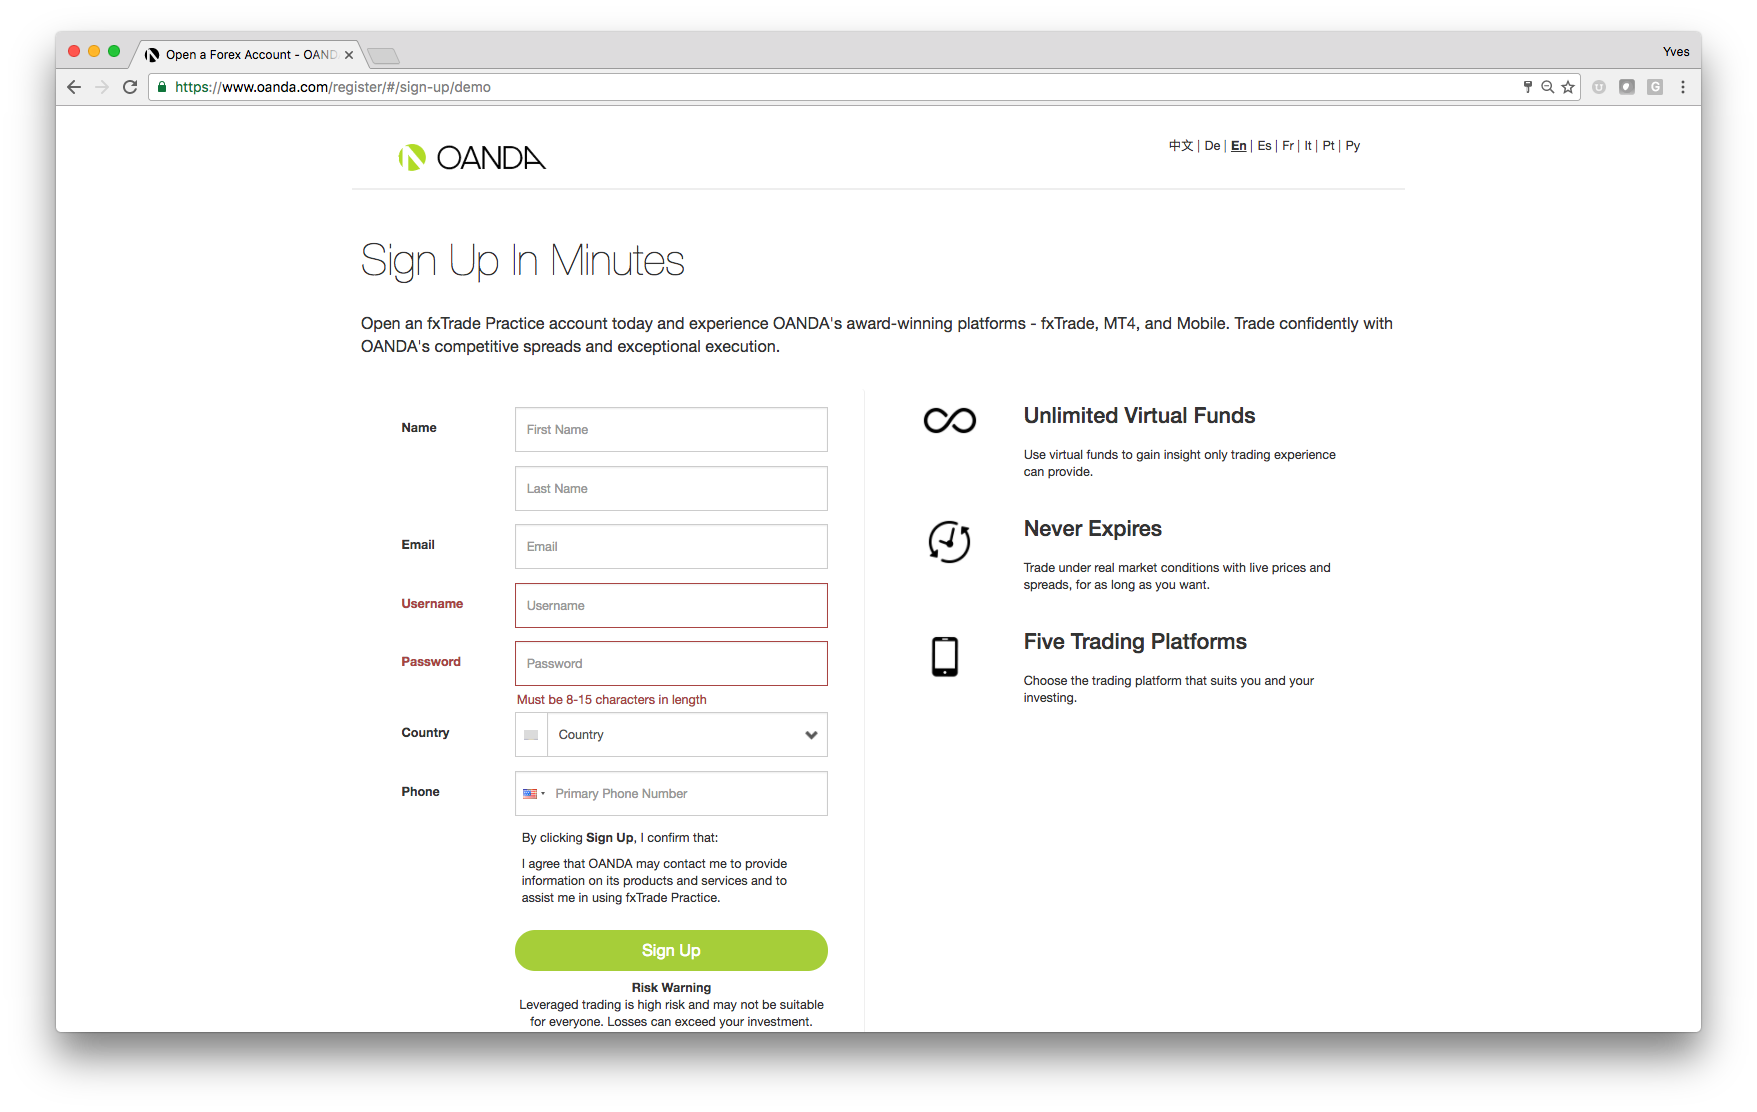 Open a Forex Account - OAND
Yves
https://www.oanda.com/register/#/sign-up/demo
OANDA
中文 | De | En | Es | Fr | It | Pt | Py
Sign Up In Minutes
Open an fxTrade Practice account today and experience OANDA's award-winning platforms - fxTrade, MT4, and Mobile. Trade confidently with
OANDA's competitive spreads and exceptional execution.
Name
First Name
Last Name
Email
Email
Username
Username
Password
Password
Must be 8-15 characters in length
Country
Country
Phone
Primary Phone Number
By clicking Sign Up, I confirm that:
I agree that OANDA may contact me to provide
information on its products and services and to
assist me in using fxTrade Practice.
Sign Up
Risk Warning
Leveraged trading is high risk and may not be suitable
for everyone. Losses can exceed your investment.
Unlimited Virtual Funds
Use virtual funds to gain insight only trading experience
can provide.
Never Expires
Trade under real market conditions with live prices and
spreads, for as long as you want.
Five Trading Platforms
Choose the trading platform that suits you and your
investing.